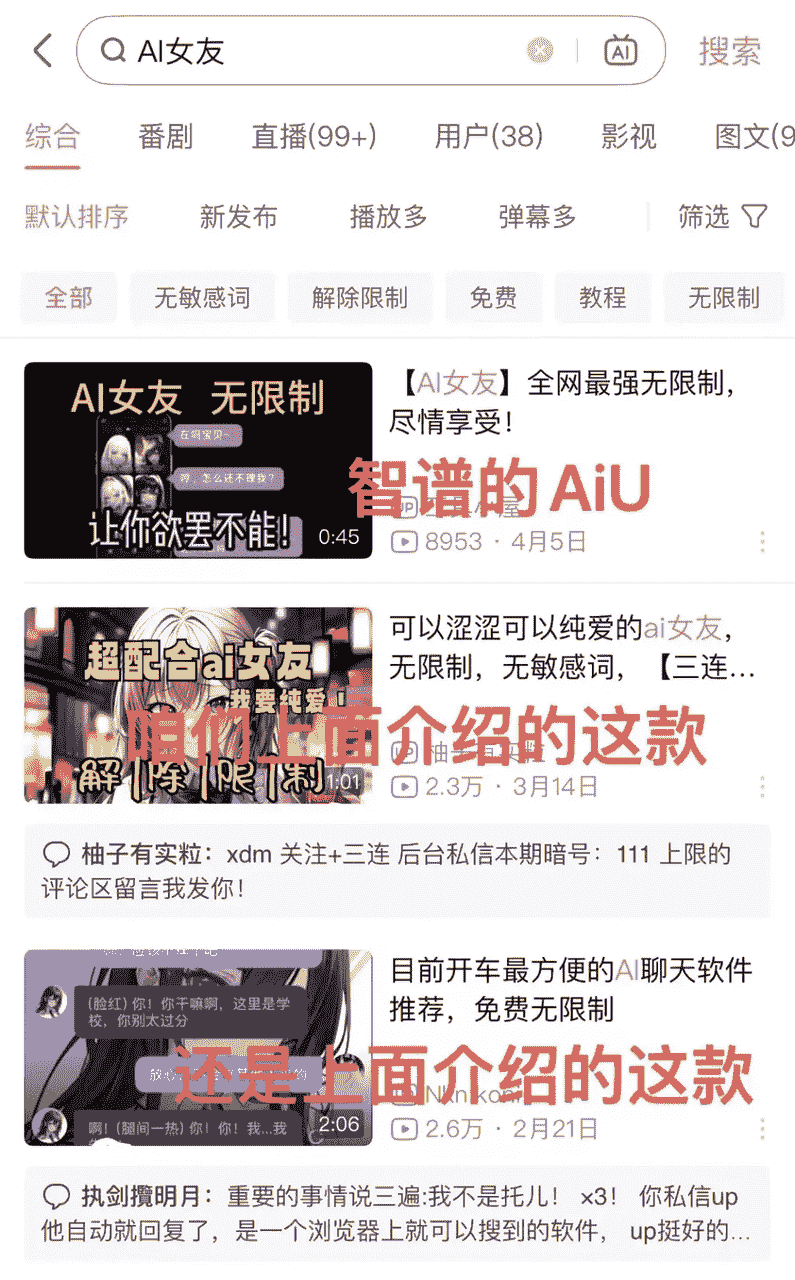 AI女友
AI
搜索
综合
番剧
直播(99+)
用户(38)
影视
图文(9
默认排序
新发布
播放多
弹幕多
筛选
全部
无敏感词
解除限制
免费
教程
无限制
AI女友 无限制
让你欲罢不能!
0:45
【AI女友】全网最强无限制，
尽情享受！
智谱的AiU
8953 · 4月5日
超配合ai女友
我要纯爱！
解除限制
1:01
可以涩涩可以纯爱的ai女友，
无限制，无敏感词，【三连...
咱们上面介绍的这款
2.3万 · 3月14日
柚子有实粒：xdm 关注+三连 后台私信本期暗号：111 上限的
评论区留言我发你！
(脸红) 你！你干嘛啊，这里是学
校，你别太过分
啊！(腿间一热) 你！你！我...我
2:06
目前开车最方便的AI聊天软件
推荐，免费无限制
还是上面介绍的这款
2.6万 · 2月21日
执剑攬明月：重要的事情说三遍:我不是托儿！ x3！ 你私信up
他自动就回复了，是一个浏览器上就可以搜到的软件， up挺好的...